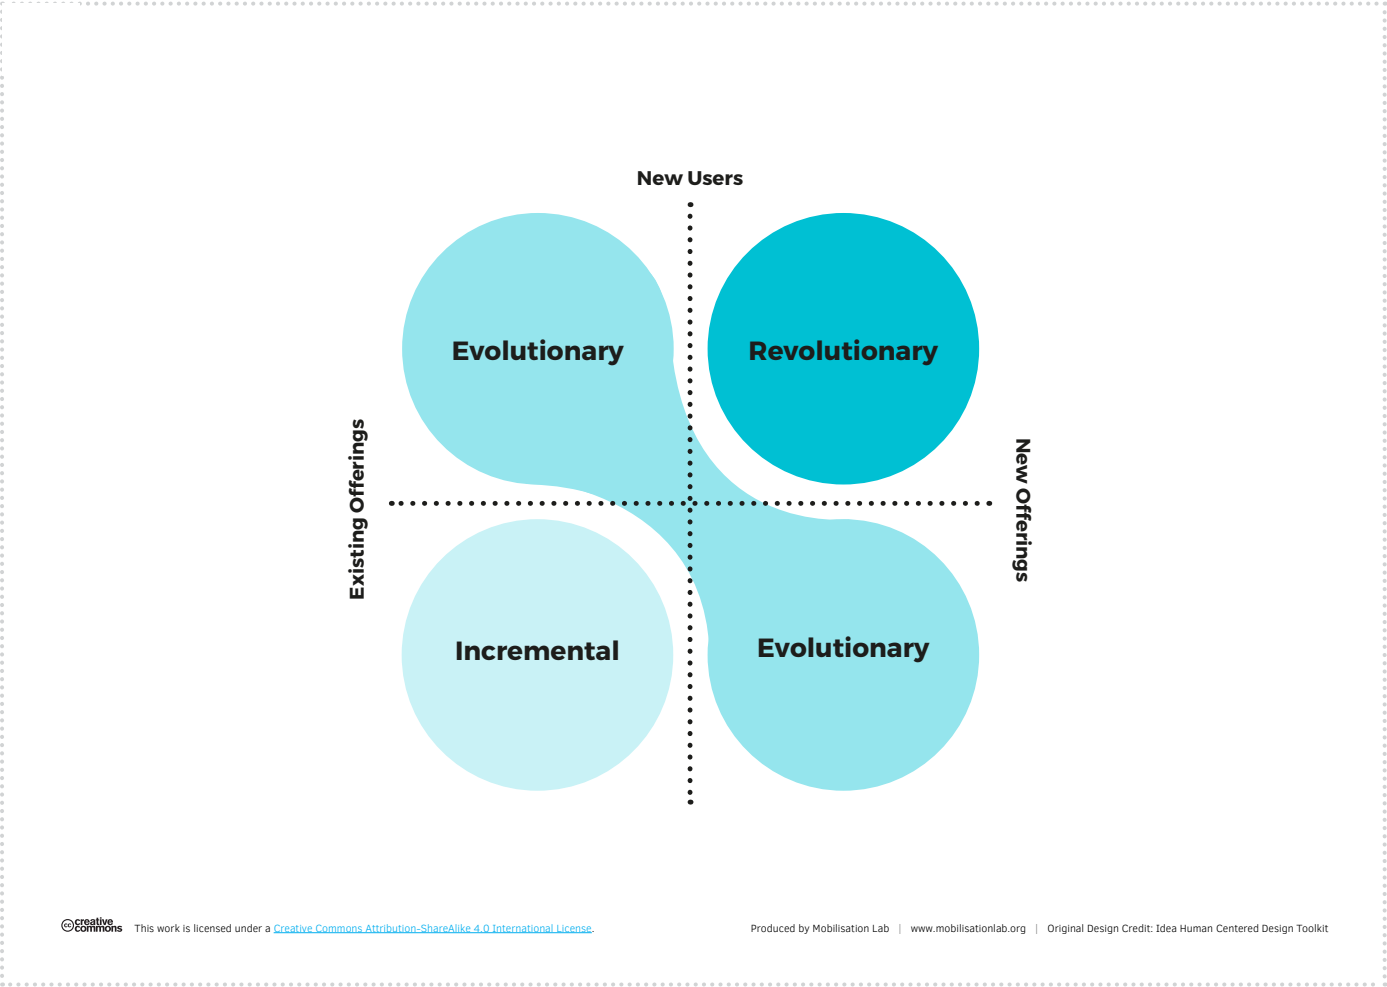 New Users
Evolutionary
Revolutionary
Existing Offerings
New Offerings
Incremental
Evolutionary
cc creative commons
This work is licensed under a Creative Commons Attribution-ShareAlike 4.0 International License.
Produced by Mobilisation Lab | www.mobilisationlab.org | Original Design Credit: Idea Human Centered Design Toolkit